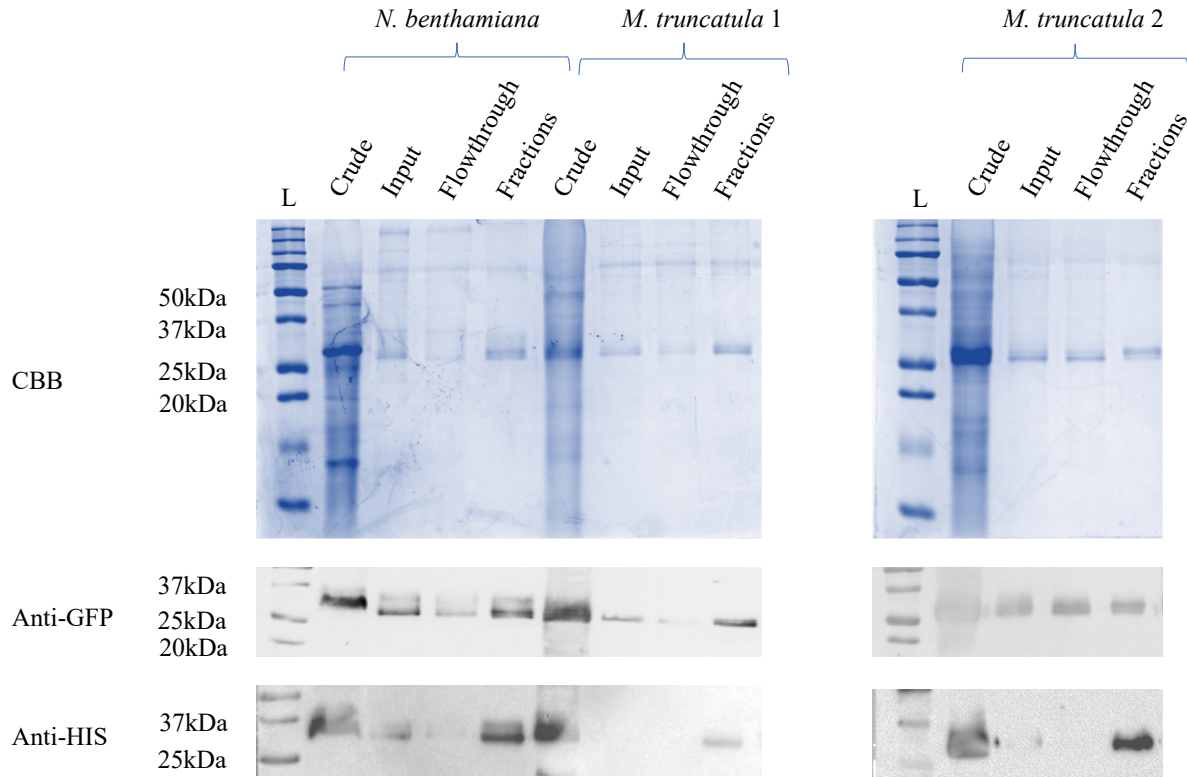 N. benthamiana M. truncatula 1 M. truncatula 2
L Crude Input Flowthrough Fractions Crude Input Flowthrough Fractions L Crude Input Flowthrough Fractions
50kDa
37kDa
25kDa
20kDa
CBB
37kDa
25kDa
20kDa
Anti-GFP
37kDa
25kDa
Anti-HIS